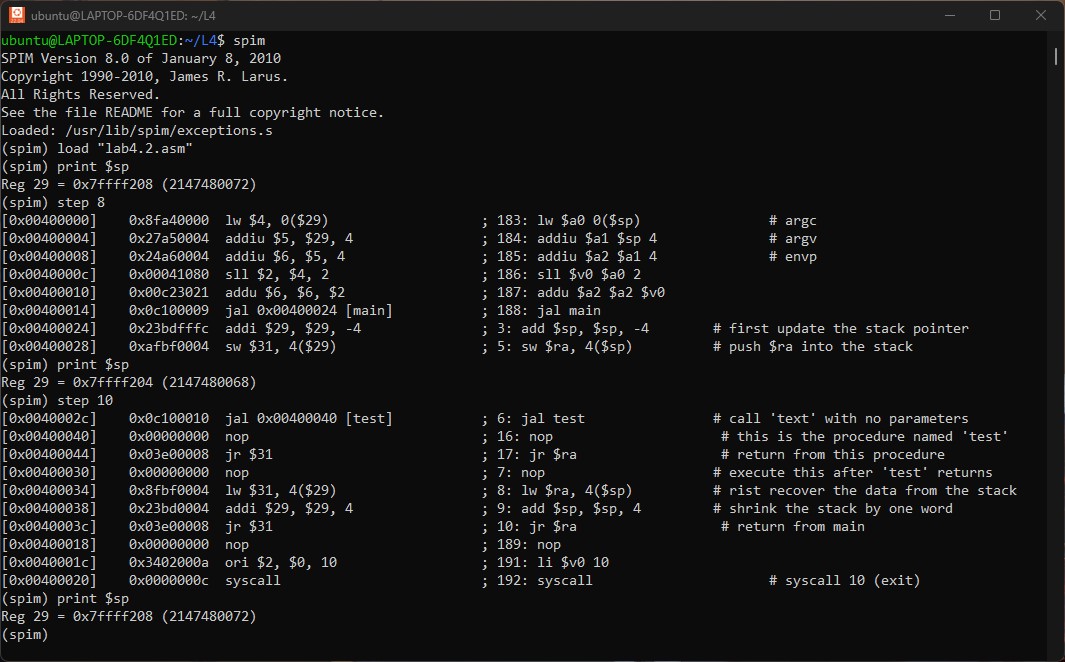 ubuntu@LAPTOP-6DF4Q1ED: ~/L4
ubuntu@LAPTOP-6DF4Q1ED:~/L4$ spim
SPIM Version 8.0 of January 8, 2010
Copyright 1990-2010, James R. Larus.
All Rights Reserved.
See the file README for a full copyright notice.
Loaded: /usr/lib/spim/exceptions.s
(spim) load "lab4.2.asm"
(spim) print $sp
Reg 29 = 0x7ffff208 (2147480072)
(spim) step 8
[0x00400000]    0x8fa40000  lw $4, 0($29)                   ; 183: lw $a0 0($sp)                # argc
[0x00400004]    0x27a50004  addiu $5, $29, 4                ; 184: addiu $a1 $sp 4              # argv
[0x00400008]    0x24a60004  addiu $6, $5, 4                 ; 185: addiu $a2 $a1 4              # envp
[0x0040000c]    0x00041080  sll $2, $4, 2                   ; 186: sll $v0 $a0 2
[0x00400010]    0x00c23021  addu $6, $6, $2                 ; 187: addu $a2 $a2 $v0
[0x00400014]    0x0c100009  jal 0x00400024 [main]           ; 188: jal main
[0x00400024]    0x23bdfffc  addi $29, $29, -4               ; 3: add $sp, $sp, -4        # first update the stack pointer
[0x00400028]    0xafbf0004  sw $31, 4($29)                  ; 5: sw $ra, 4($sp)          # push $ra into the stack
(spim) print $sp
Reg 29 = 0x7ffff204 (2147480068)
(spim) step 10
[0x0040002c]    0x0c100010  jal 0x00400040 [test]           ; 6: jal test                # call 'text' with no parameters
[0x00400040]    0x00000000  nop                             ; 16: nop                     # this is the procedure named 'test'
[0x00400044]    0x03e00008  jr $31                          ; 17: jr $ra                  # return from this procedure
[0x00400030]    0x00000000  nop                             ; 7: nop                     # execute this after 'test' returns
[0x00400034]    0x8fbf0004  lw $31, 4($29)                  ; 8: lw $ra, 4($sp)          # rist recover the data from the stack
[0x00400038]    0x23bd0004  addi $29, $29, 4                ; 9: add $sp, $sp, 4         # shrink the stack by one word
[0x0040003c]    0x03e00008  jr $31                          ; 10: jr $ra                  # return from main
[0x00400018]    0x00000000  nop                             ; 189: nop
[0x0040001c]    0x3402000a  ori $2, $0, 10                  ; 191: li $v0 10
[0x00400020]    0x0000000c  syscall                         ; 192: syscall                      # syscall 10 (exit)
(spim) print $sp
Reg 29 = 0x7ffff208 (2147480072)
(spim)